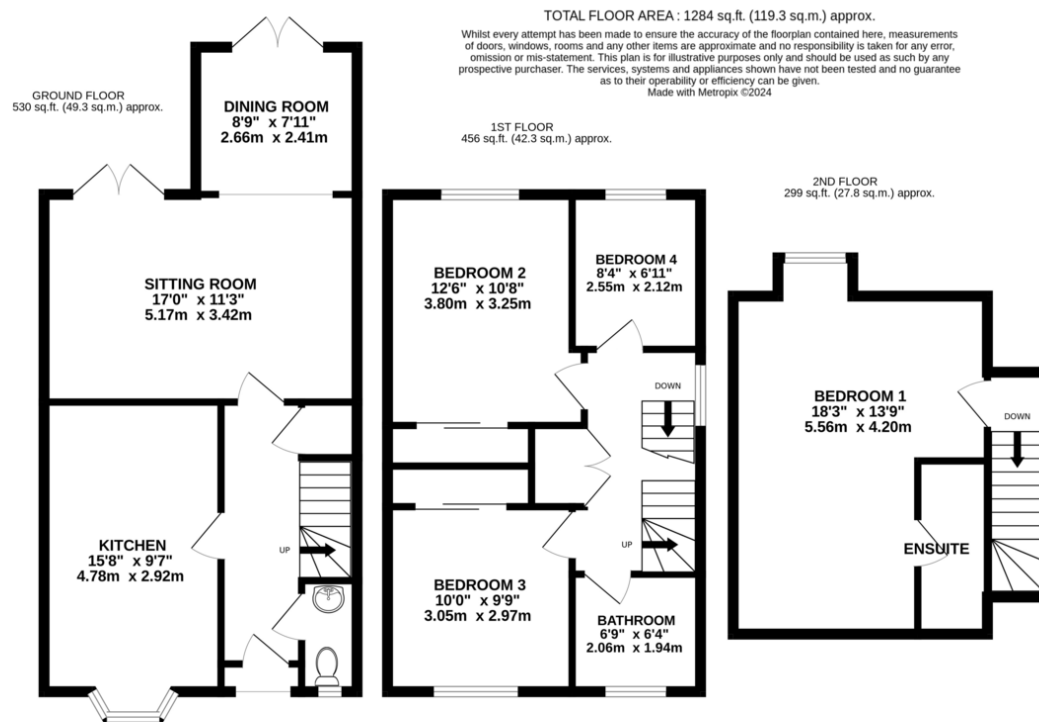 TOTAL FLOOR AREA : 1284 sq.ft. (119.3 sq.m.) approx.
Whilst every attempt has been made to ensure the accuracy of the floorplan contained here, measurements
of doors, windows, rooms and any other items are approximate and no responsibility is taken for any error,
omission or mis-statement. This plan is for illustrative purposes only and should be used as such by any
prospective purchaser. The services, systems and appliances shown have not been tested and no guarantee
as to their operability or efficiency can be given.
Made with Metropix ©2024
GROUND FLOOR
530 sq.ft. (49.3 sq.m.) approx.
DINING ROOM
8'9" x 7'11"
2.66m x 2.41m
SITTING ROOM
17'0" x 11'3"
5.17m x 3.42m
KITCHEN
15'8" x 9'7"
4.78m x 2.92m
UP
1ST FLOOR
456 sq.ft. (42.3 sq.m.) approx.
BEDROOM 2
12'6" x 10'8"
3.80m x 3.25m
BEDROOM 4
8'4" x 6'11"
2.55m x 2.12m
DOWN
UP
BEDROOM 3
10'0" x 9'9"
3.05m x 2.97m
BATHROOM
6'9" x 6'4"
2.06m x 1.94m
2ND FLOOR
299 sq.ft. (27.8 sq.m.) approx.
BEDROOM 1
18'3" x 13'9"
5.56m x 4.20m
DOWN
ENSUITE